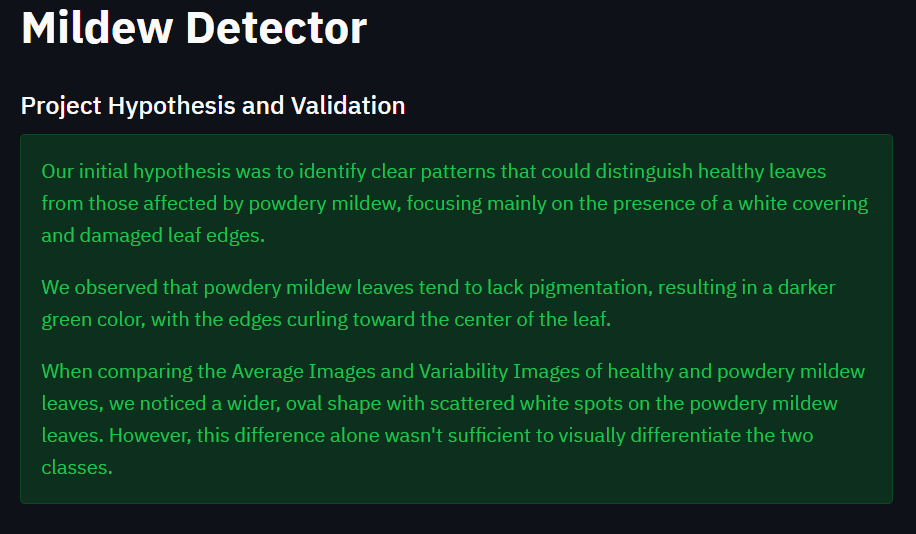 Mildew Detector
Project Hypothesis and Validation
Our initial hypothesis was to identify clear patterns that could distinguish healthy leaves
from those affected by powdery mildew, focusing mainly on the presence of a white covering
and damaged leaf edges.
We observed that powdery mildew leaves tend to lack pigmentation, resulting in a darker
green color, with the edges curling toward the center of the leaf.
When comparing the Average Images and Variability Images of healthy and powdery mildew
leaves, we noticed a wider, oval shape with scattered white spots on the powdery mildew
leaves. However, this difference alone wasn't sufficient to visually differentiate the two
classes.